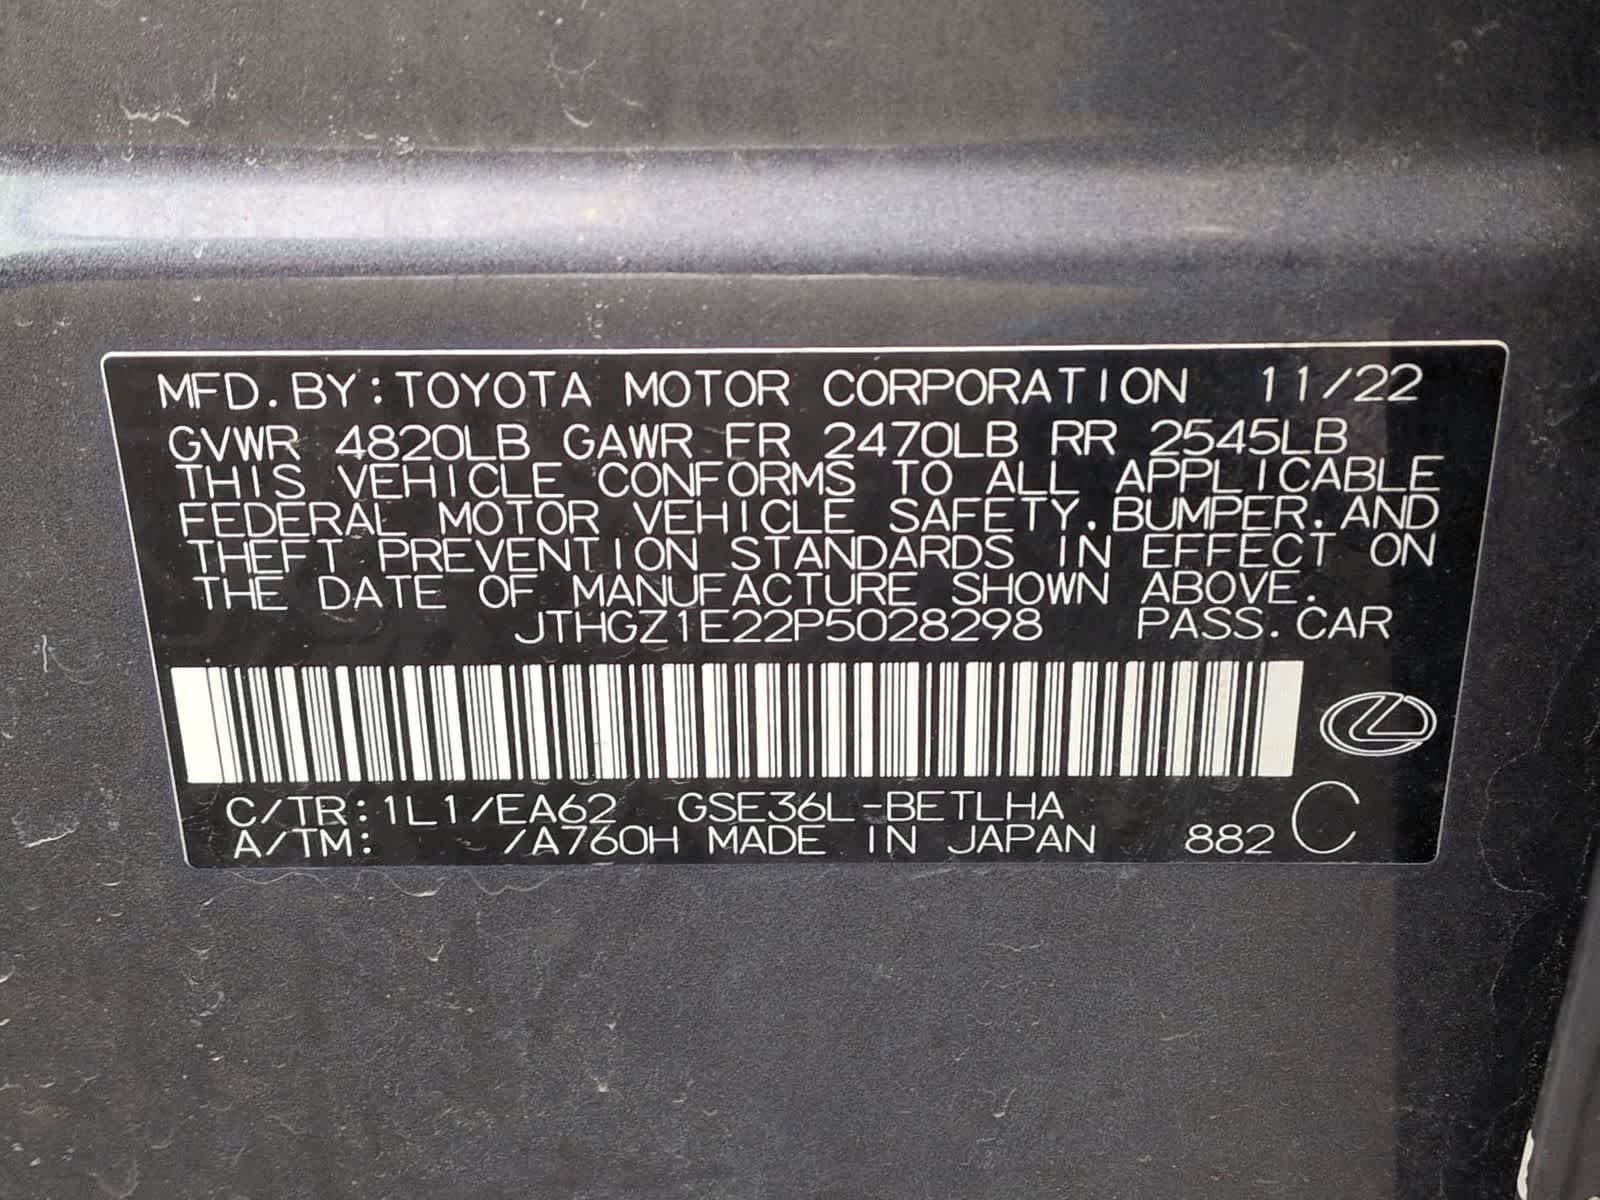 MFD. BY: TOYOTA MOTOR CORPORATION 11/22
GVWR 4820LB GAWR FR 2470LB RR 2545LB
THIS VEHICLE CONFORMS TO ALL APPLICABLE
FEDERAL MOTOR VEHICLE SAFETY. BUMPER. AND
THEFT PREVENTION STANDARDS IN EFFECT ON
THE DATE OF MANUFACTURE SHOWN ABOVE.
JTHGZ1E22P5028298 PASS. CAR
C/TR: 1L1/EA62 GSE36L-BETLHA
A/TM: /A760H MADE IN JAPAN 882 C